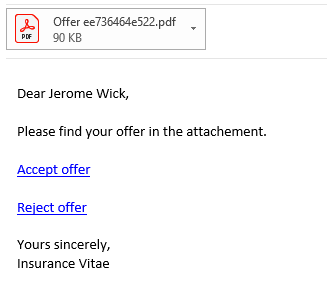 Offer ee736464e522.pdf
90 KB
PDF
Dear Jerome Wick,
Please find your offer in the attachement.
Accept offer
Reject offer
Yours sincerely,
Insurance Vitae